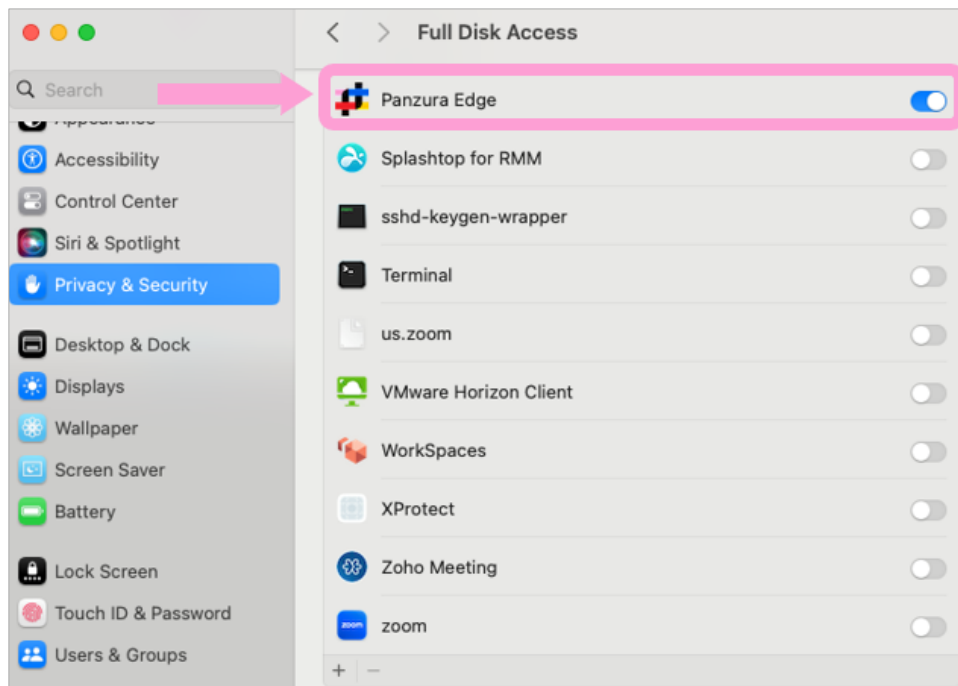 Full Disk Access
Search
Appearance
Accessibility
Control Center
Siri & Spotlight
Privacy & Security
Desktop & Dock
Displays
Wallpaper
Screen Saver
Battery
Lock Screen
Touch ID & Password
Users & Groups
Panzura Edge
Splashtop for RMM
sshd-keygen-wrapper
Terminal
us.zoom
VMware Horizon Client
WorkSpaces
XProtect
Zoho Meeting
zoom
zoom